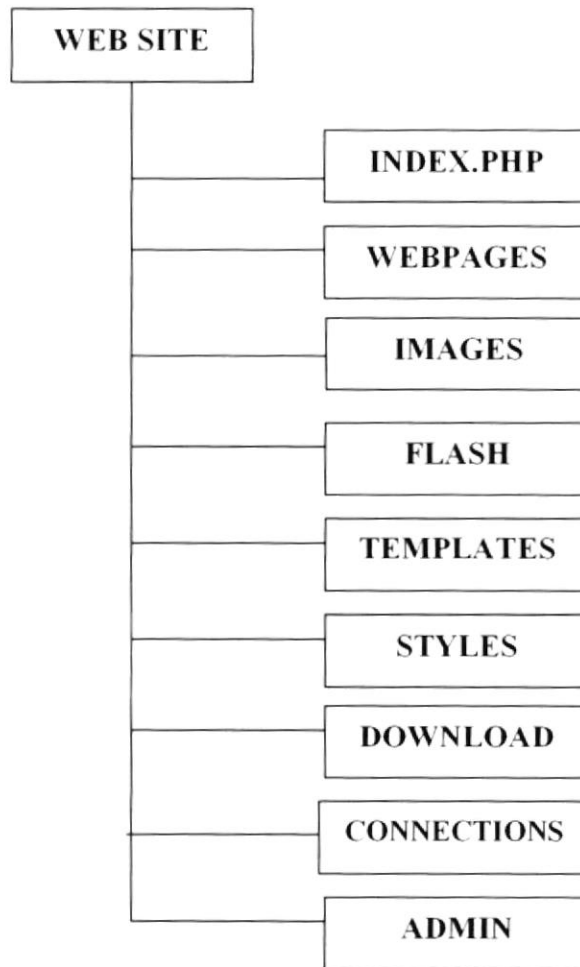 WEB SITE
INDEX.PHP
WEBPAGES
IMAGES
FLASH
TEMPLATES
STYLES
DOWNLOAD
CONNECTIONS
ADMIN